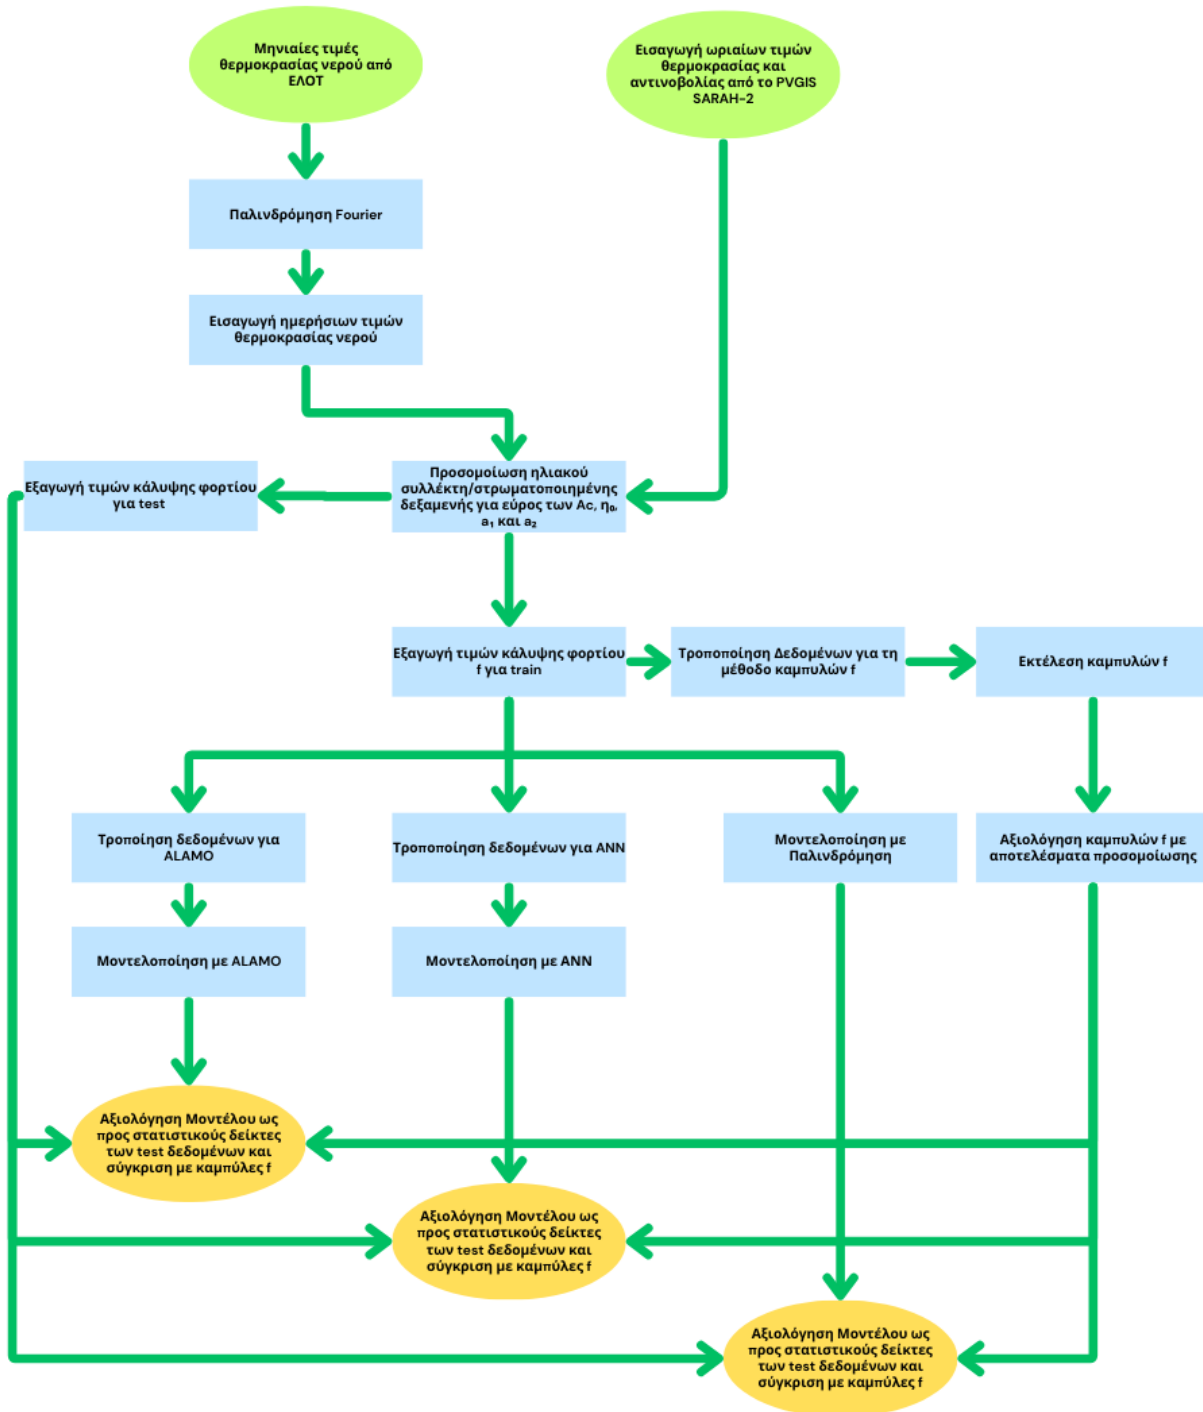 Μηνιαίες τιμές
θερμοκρασίας νερού από
ΕΛΟΤ
Εισαγωγή ωριαίων τιμών
θερμοκρασίας και
αντινοβολίας από το PVGIS
SARAH-2
Παλινδρόμηση Fourier
Εισαγωγή ημερήσιων τιμών
θερμοκρασίας νερού
Εξαγωγή τιμών κάλυψης φορτίου
για test
Προσομοίωση ηλιακού
συλλέκτη/στρωματοποιημένης
δεξαμενής για εύρος των Ac, η₀,
a₁ και a₂
Εξαγωγή τιμών κάλυψης φορτίου
f για train
Τροποποίηση Δεδομένων για τη
μέθοδο καμπυλών f
Εκτέλεση καμπυλών f
Τροποίηση δεδομένων για
ALAMO
Τροποποίηση δεδομένων για ANN
Μοντελοποίηση με
Παλινδρόμηση
Αξιολόγηση καμπυλών f με
αποτελέσματα προσομοίωσης
Μοντελοποίηση με ALAMO
Μοντελοποίηση με ANN
Αξιολόγηση Μοντέλου ως
προς στατιστικούς δείκτες
των test δεδομένων και
σύγκριση με καμπύλες f
Αξιολόγηση Μοντέλου ως
προς στατιστικούς δείκτες
των test δεδομένων και
σύγκριση με καμπύλες f
Αξιολόγηση Μοντέλου ως
προς στατιστικούς δείκτες
των test δεδομένων και
σύγκριση με καμπύλες f